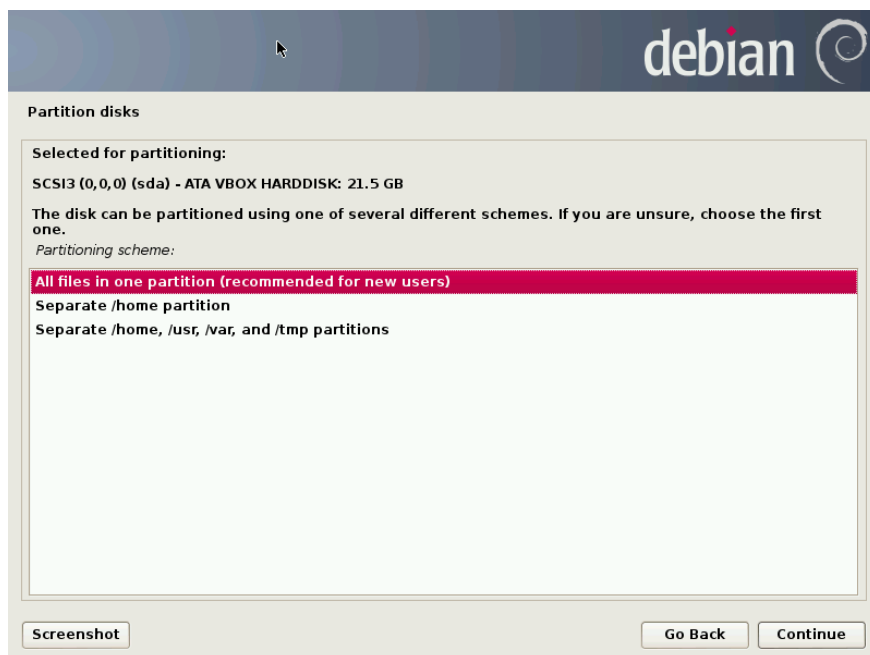 debian
Partition disks
Selected for partitioning:
SCSI3 (0,0,0) (sda) - ATA VBOX HARDDISK: 21.5 GB
The disk can be partitioned using one of several different schemes. If you are unsure, choose the first
one.
Partitioning scheme:
All files in one partition (recommended for new users)
Separate /home partition
Separate /home, /usr, /var, and /tmp partitions
Screenshot
Go Back
Continue